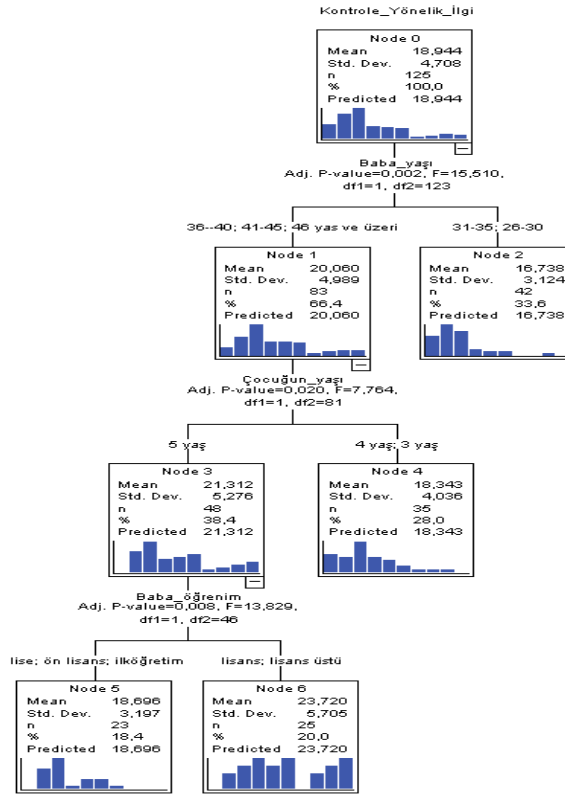 Kontrole_Yönelik_İlgi
Node 0
Mean 18,944
Std. Dev. 4,708
n 125
% 100,0
Predicted 18,944
Baba_yaşı
Adj. P-value=0,002, F=15,510,
df1=1, df2=123
36--40; 41-45; 46 yas ve üzeri
31-35; 26-30
Node 1
Mean 20,060
Std. Dev. 4,989
n 83
% 66,4
Predicted 20,060
Node 2
Mean 16,738
Std. Dev. 3,124
n 42
% 33,6
Predicted 16,738
Çocuğun_yaşı
Adj. P-value=0,020, F=7,764,
df1=1, df2=81
5 yaş
4 yaş; 3 yaş
Node 3
Mean 21,312
Std. Dev. 5,276
n 48
% 38,4
Predicted 21,312
Node 4
Mean 18,343
Std. Dev. 4,036
n 35
% 28,0
Predicted 18,343
Baba_öğrenim
Adj. P-value=0,008, F=13,829,
df1=1, df2=46
lise; ön lisans; ilköğretim
lisans; lisans üstü
Node 5
Mean 18,696
Std. Dev. 3,197
n 23
% 18,4
Predicted 18,696
Node 6
Mean 23,720
Std. Dev. 5,705
n 25
% 20,0
Predicted 23,720